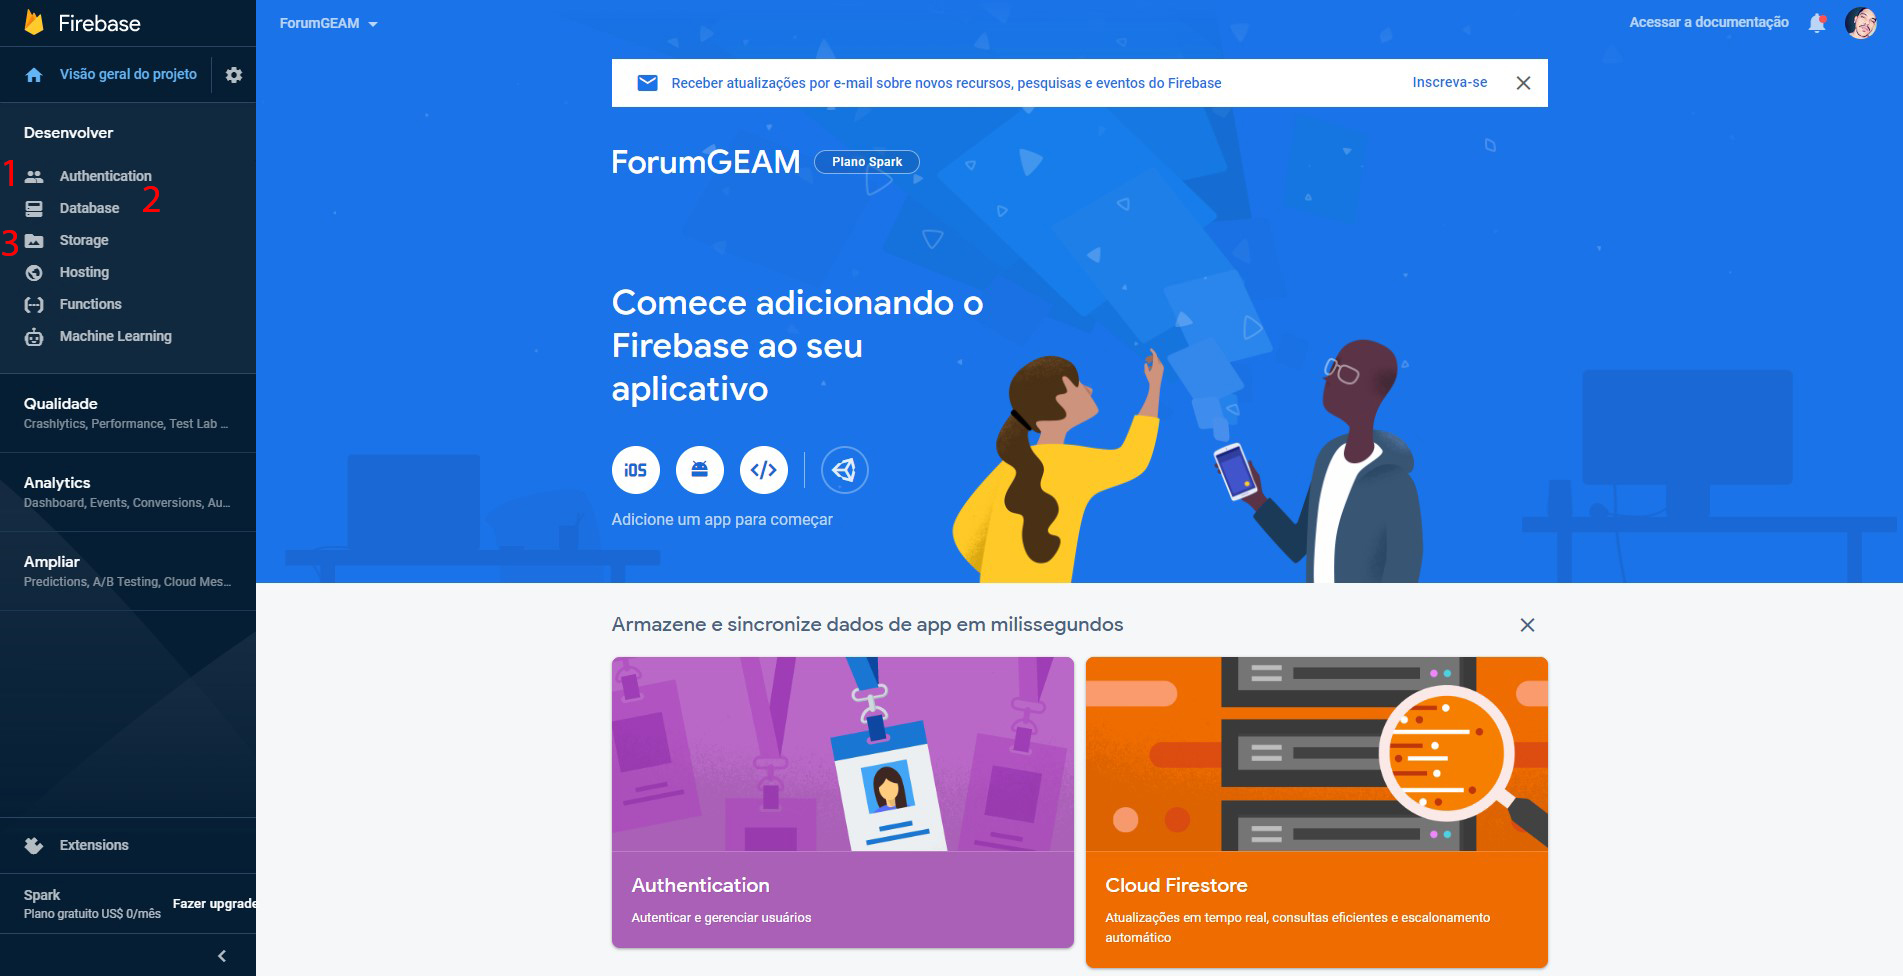 Firebase
Visão geral do projeto
Desenvolver
1 Authentication
Database 2
3 Storage
Hosting
Functions
Machine Learning
Qualidade
Crashlytics, Performance, Test Lab ...
Analytics
Dashboard, Events, Conversions, Au...
Ampliar
Predictions, A/B Testing, Cloud Mes...
Extensions
Spark
Plano gratuito US$ 0/mês
Fazer upgrade
ForumGEAM
Acessar a documentação
Receber atualizações por e-mail sobre novos recursos, pesquisas e eventos do Firebase
Inscreva-se
ForumGEAM
Plano Spark
Comece adicionando o
Firebase ao seu
aplicativo
iOS
</>
Adicione um app para começar
Armazene e sincronize dados de app em milissegundos
Authentication
Autenticar e gerenciar usuários
Cloud Firestore
Atualizações em tempo real, consultas eficientes e escalonamento
automático